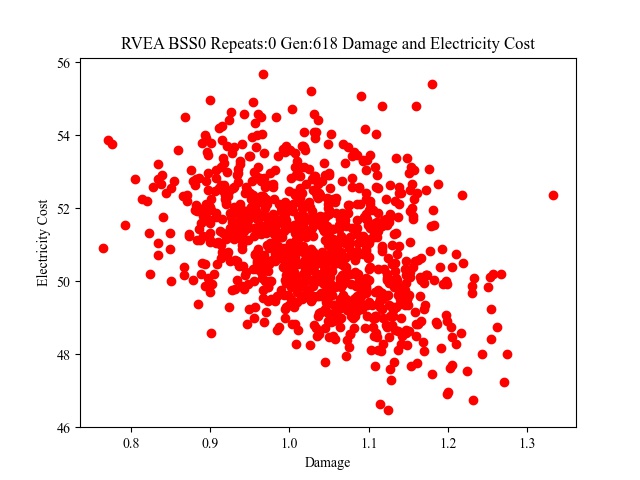 RVEA BSS0 Repeats:0 Gen:618 Damage and Electricity Cost
Electricity Cost
56
54
52
50
48
46
0.8 0.9 1.0 1.1 1.2 1.3
Damage